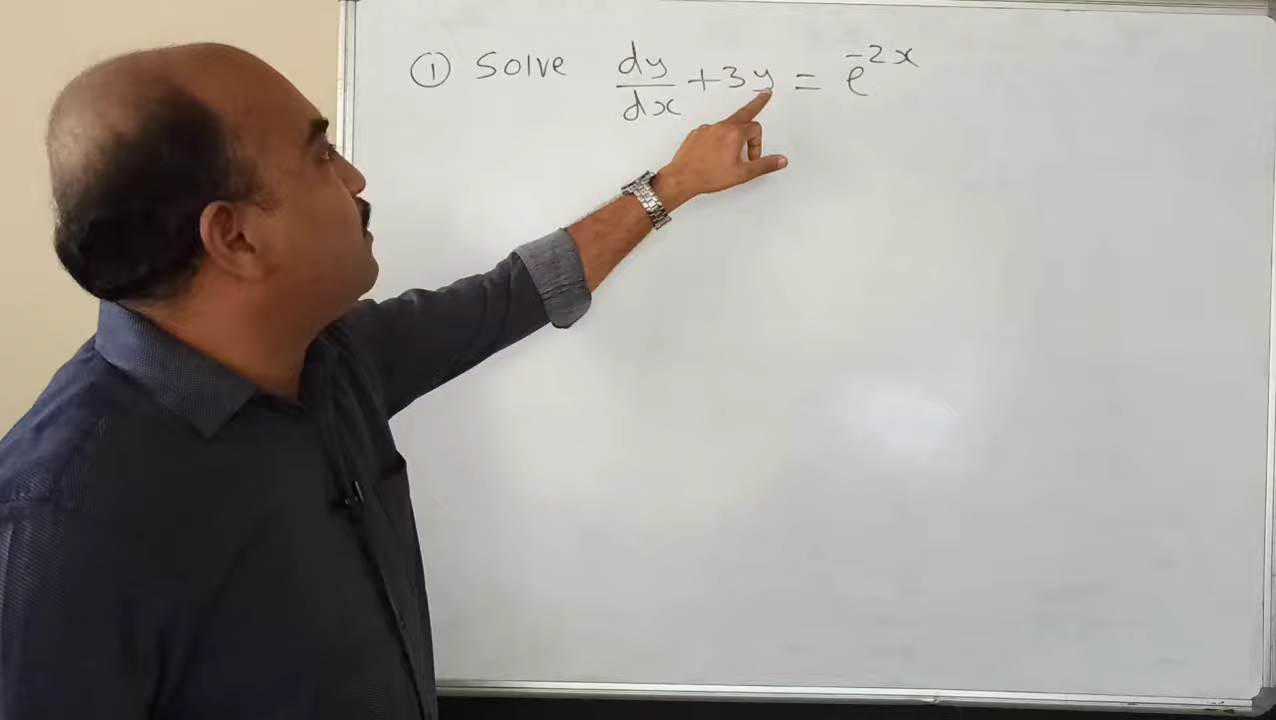 ① Solve dy/dx + 3y = e^-2x